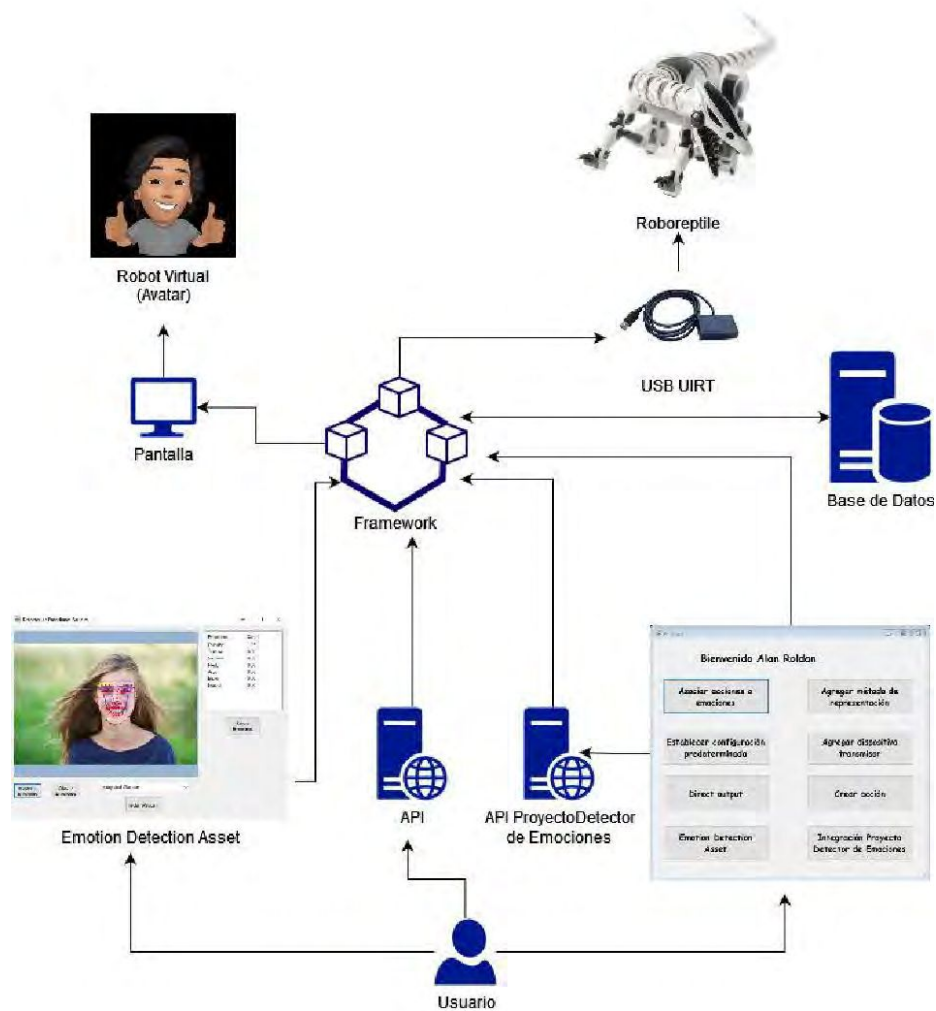 Roboreptile
Robot Virtual
(Avatar)
USB UIRT
Pantalla
Base de Datos
Framework
Bienvenido Alan Roldan
Asociar acciones a
emociones
Agregar método de
representación
Establecer configuración
predeterminada
Agregar dispositivo
transmisor
Direct output
Crear acción
Emotion Detection
Asset
Integración Proyecto
Detector de Emociones
Emotion Detection Asset
API
API ProyectoDetector
de Emociones
Usuario